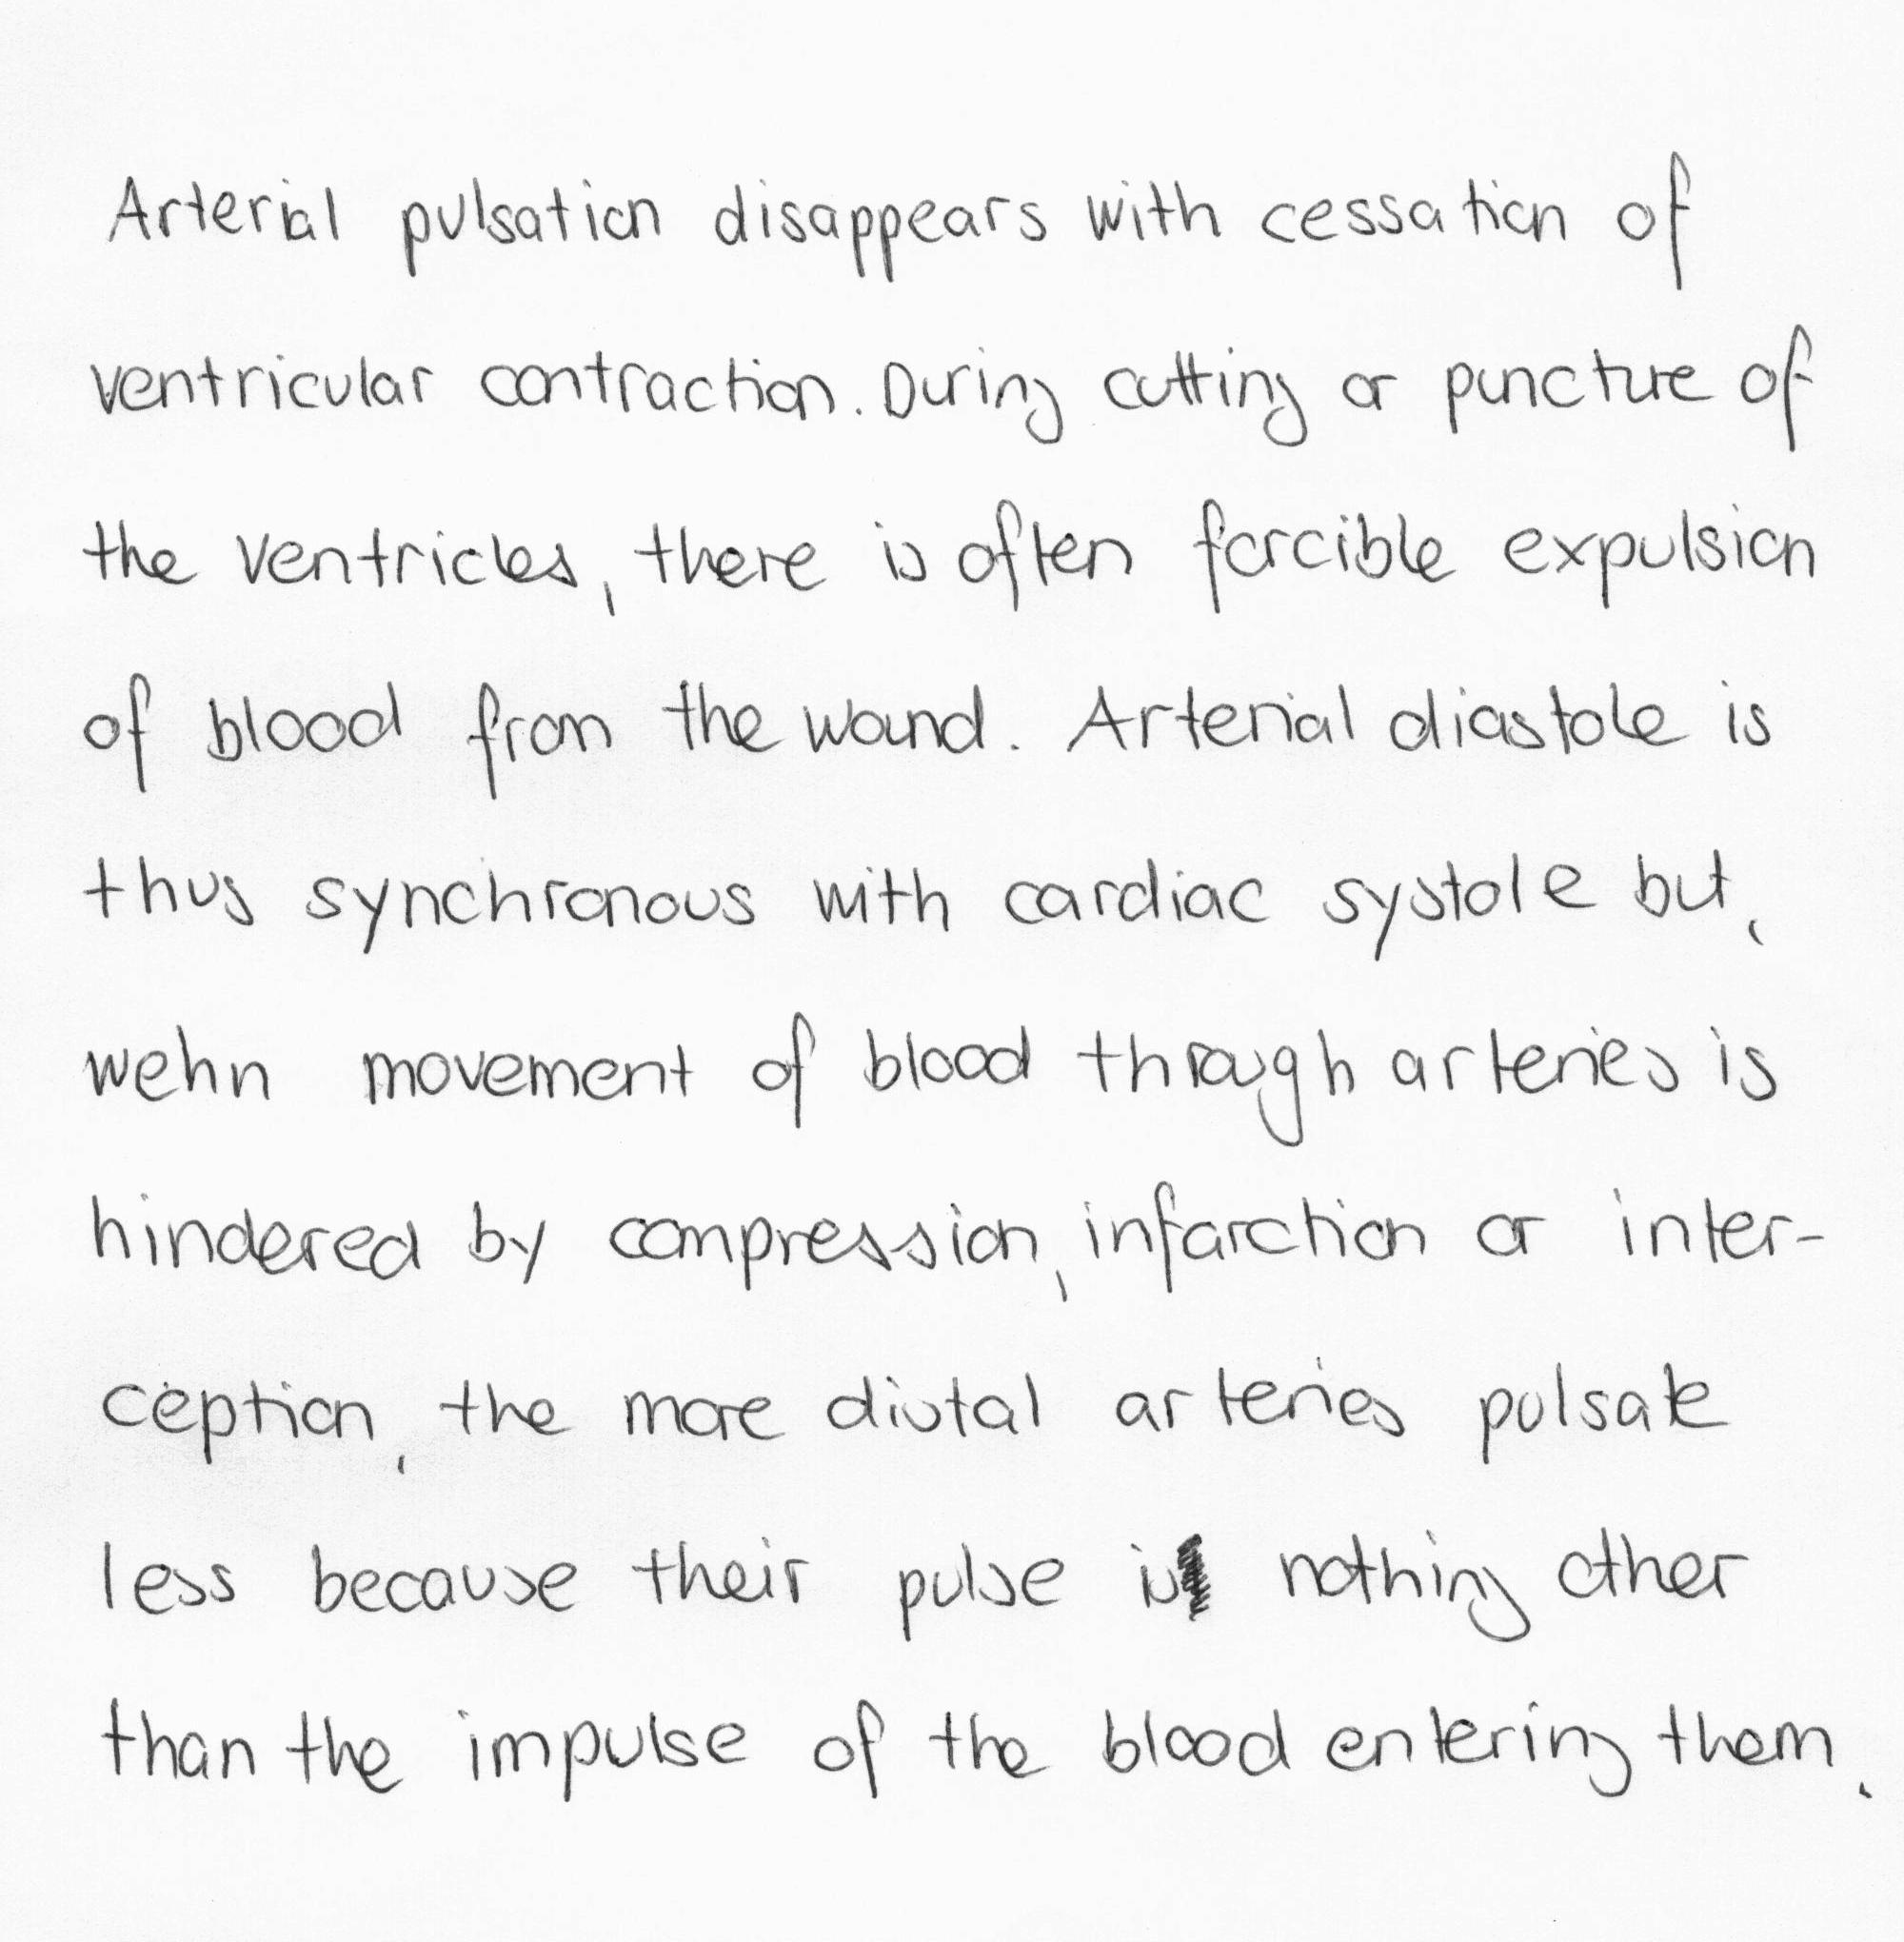 Arterial pulsation disappears with cessation of
ventricular contraction. During cutting or puncture of
the ventricles, there is often forcible expulsion
of blood from the wound. Arterial diastole is
thus synchronous with cardiac systole but,
wehn movement of blood through arteries is
hindered by compression, infarction or inter-
ception, the more distal arteries pulsate
less because their pulse is nothing other
than the impulse of the blood entering them.